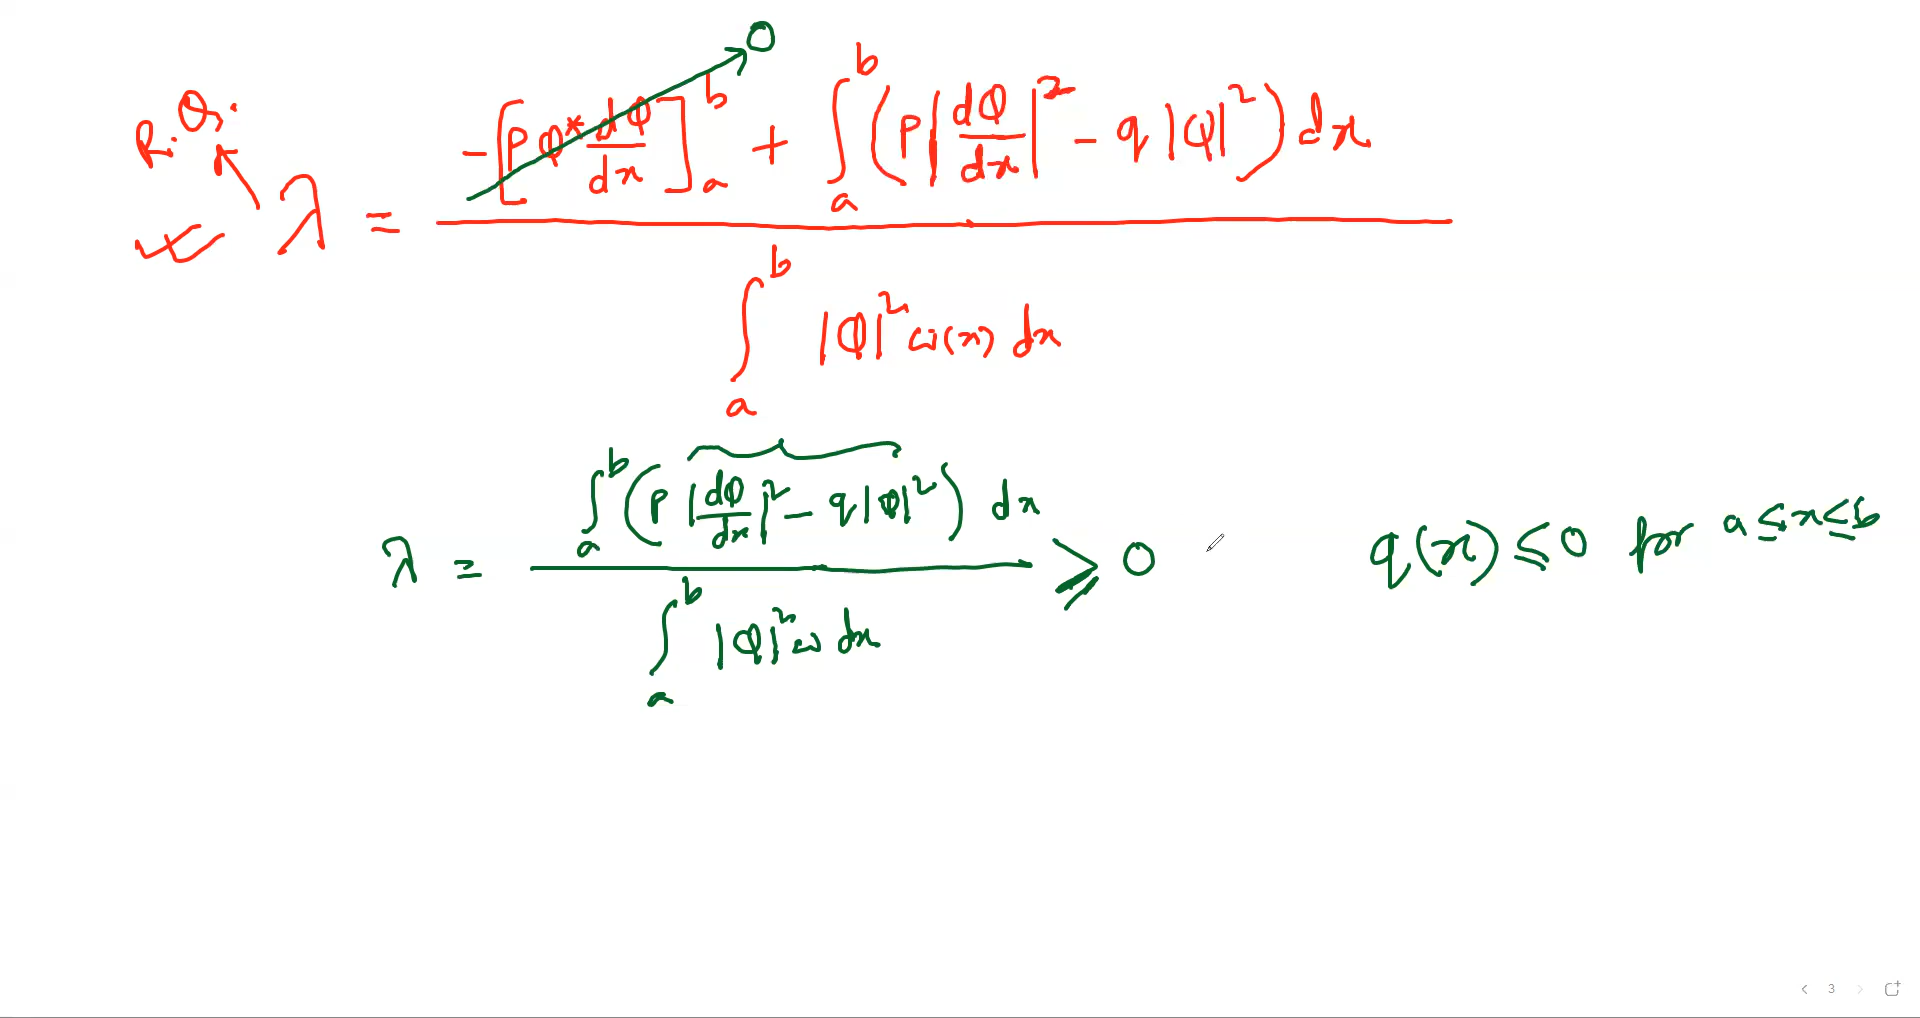 R.Q.
λ = (-[p φ* dφ/dx]_a^b → 0 + ∫_a^b (p|dφ/dx|² - q|φ|²) dx) / (∫_a^b |φ|² ω(x) dx)
λ = (∫_a^b (p|dφ/dx|² - q|φ|²) dx) / (∫_a^b |φ|² ω dx) ≥ 0    q(x) ≤ 0 for a ≤ x ≤ b
3